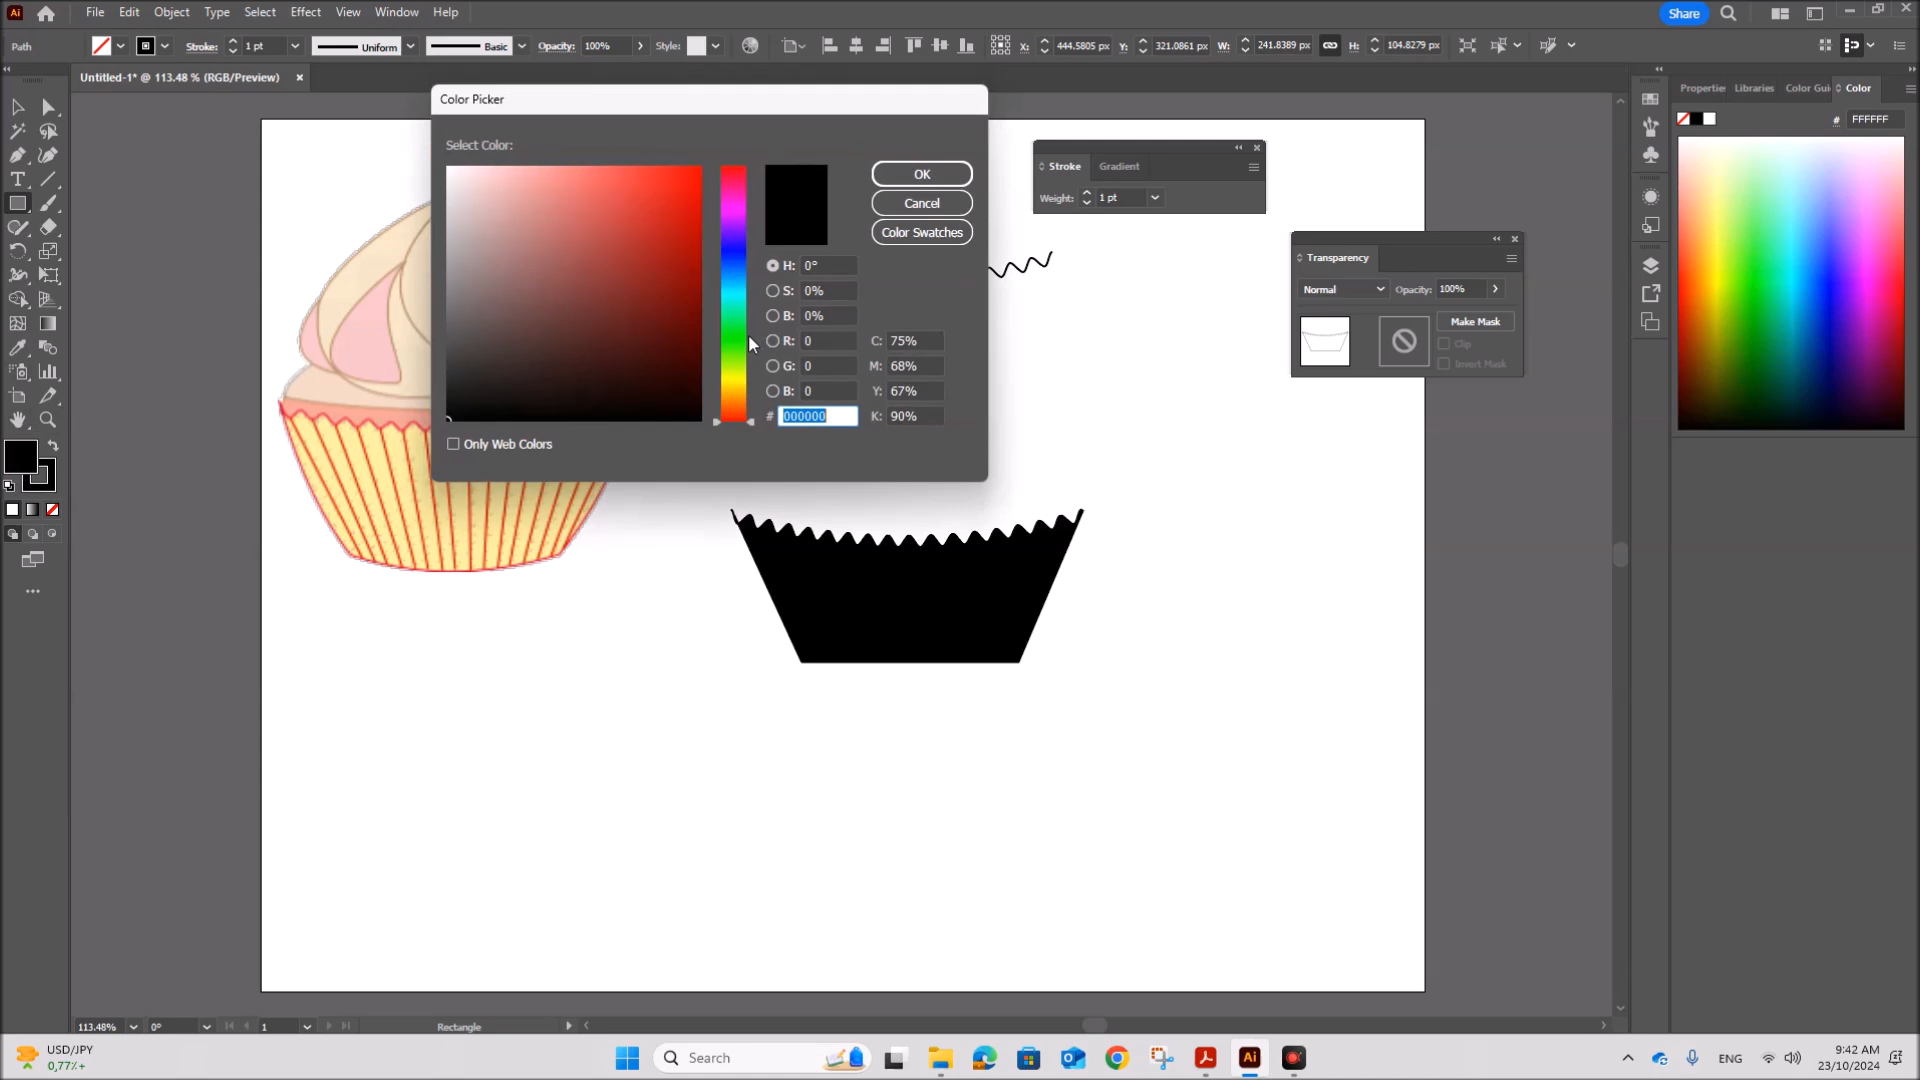 Ai File Edit Object Type Select Effect View Window Help Share
Path Stroke: 1 pt Uniform Basic Opacity: 100% Style: X: 444.5805 px Y: 321.0861 px W: 241.8389 px H: 104.8279 px
Untitled-1* @ 113.48 % (RGB/Preview) ×
Color Picker
Select Color:
OK
Cancel
Color Swatches
H: 0°
S: 0%
B: 0%
R: 0 C: 75%
G: 0 M: 68%
B: 0 Y: 67%
# 000000 K: 90%
Only Web Colors
Stroke Gradient
Weight: 1 pt
Transparency
Normal Opacity: 100%
Make Mask
Clip
Invert Mask
Propertie Libraries Color Gui Color
# FFFFFF
113.48% 0° 1 Rectangle
USD/JPY
0,77%+
Search
Ai
ENG
9:42 AM
23/10/2024